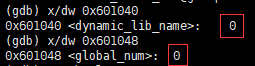 (gdb) x/dw 0x601040
0x601040 <dynamic_lib_name>: 0
(gdb) x/dw 0x601048
0x601048 <global_num>: 0